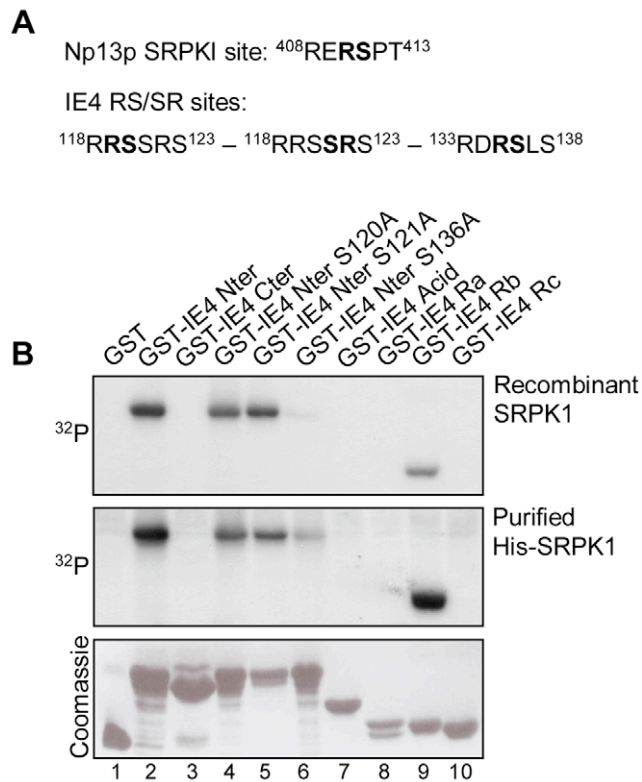 A
Np13p SRPKI site: ⁴⁰⁸RERSPT⁴¹³
IE4 RS/SR sites:
¹¹⁸RRSSRS¹²³ – ¹¹⁸RRSSRS¹²³ – ¹³³RDRSLS¹³⁸
B
GST
GST-IE4 Nter
GST-IE4 Cter
GST-IE4 Nter S120A
GST-IE4 Nter S121A
GST-IE4 Nter S136A
GST-IE4 Acid
GST-IE4 Ra
GST-IE4 Rb
GST-IE4 Rc
³²P
Recombinant
SRPK1
³²P
Purified
His-SRPK1
Coomassie
1 2 3 4 5 6 7 8 9 10